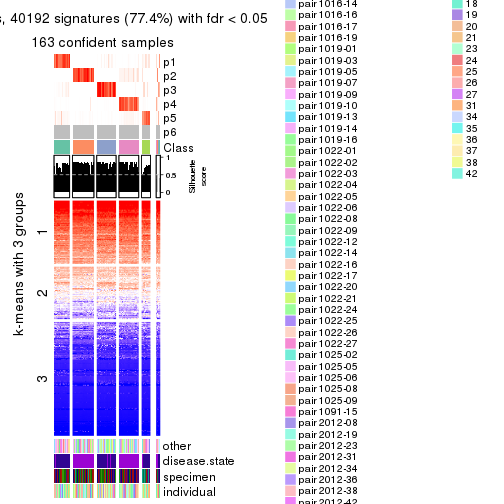 s, 40192 signatures (77.4%) with fdr < 0.05
163 confident samples
p1
p2
p3
p4
p5
p6
Class
1
0.5
0
Silhouette
score
k-means with 3 groups
1
2
3
other
disease.state
specimen
individual
pair1016-14
pair1016-16
pair1016-17
pair1016-19
pair1019-01
pair1019-03
pair1019-05
pair1019-07
pair1019-09
pair1019-10
pair1019-13
pair1019-14
pair1019-16
pair1022-01
pair1022-02
pair1022-03
pair1022-04
pair1022-05
pair1022-06
pair1022-08
pair1022-09
pair1022-12
pair1022-14
pair1022-16
pair1022-17
pair1022-20
pair1022-21
pair1022-24
pair1022-25
pair1022-26
pair1022-27
pair1025-02
pair1025-05
pair1025-06
pair1025-08
pair1025-09
pair1091-15
pair2012-08
pair2012-19
pair2012-23
pair2012-31
pair2012-34
pair2012-36
pair2012-38
pair2012-42
18
19
20
21
23
24
25
26
27
31
34
35
36
37
38
42